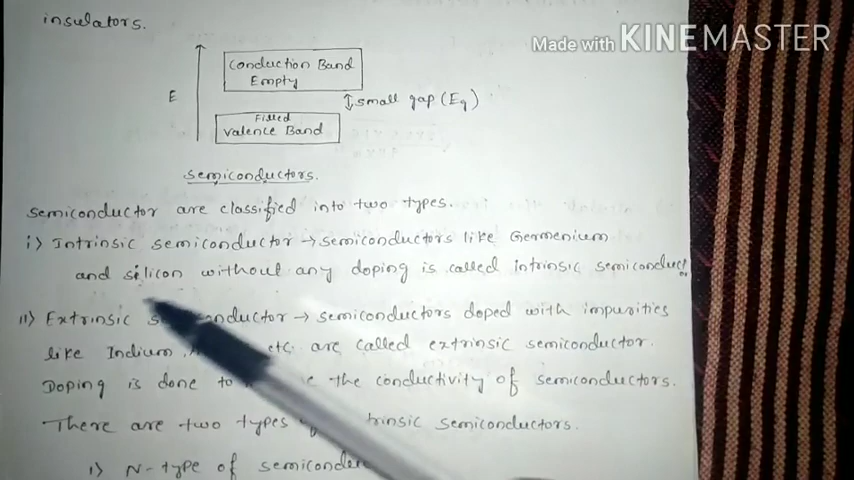 insulators.
Made with KINEMASTER
Conduction Band
Empty
E
small gap (Eg)
Filled
Valence Band
semiconductors.
semiconductor are classified into two types.
i) Intrinsic semiconductor → semiconductors like Germenium
and silicon without any doping is called intrinsic semiconductor
ii) Extrinsic semiconductor → semiconductors doped with impurities
like Indium, etc. are called extrinsic semiconductor.
Doping is done to the conductivity of semiconductors.
There are two types semiconductors.
1) N-type of